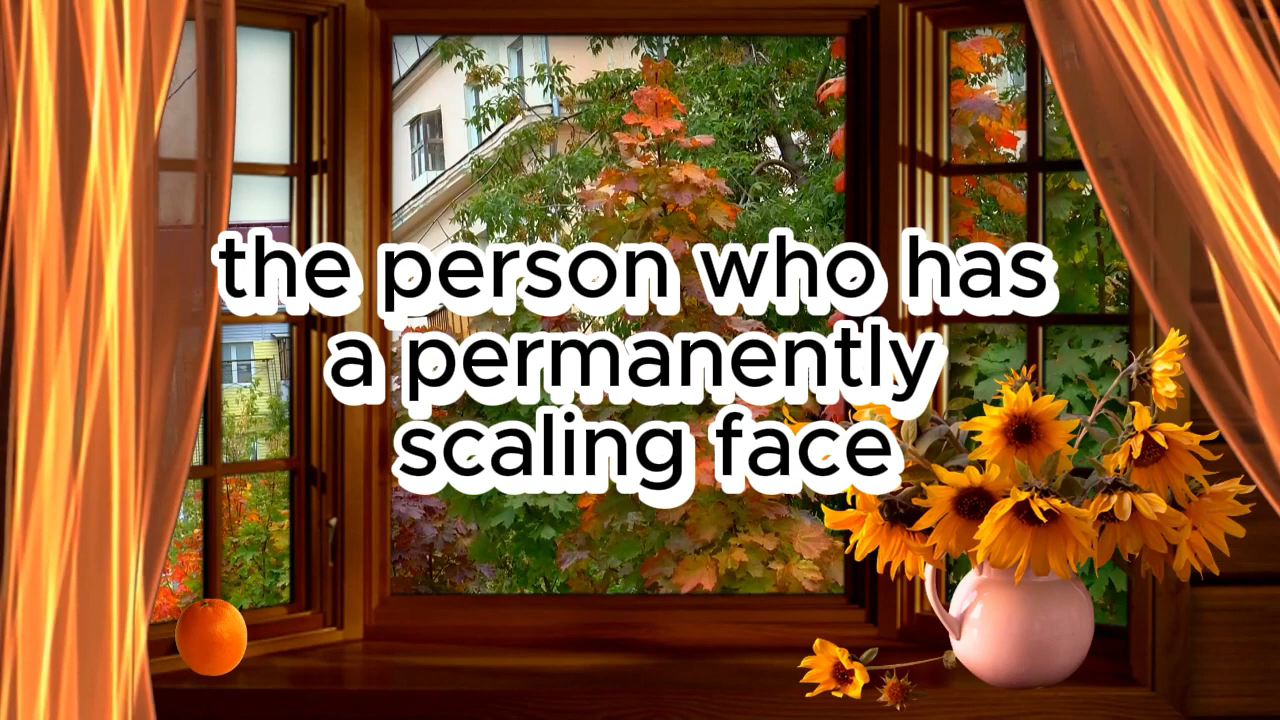 the person who has
a permanently
scaling face